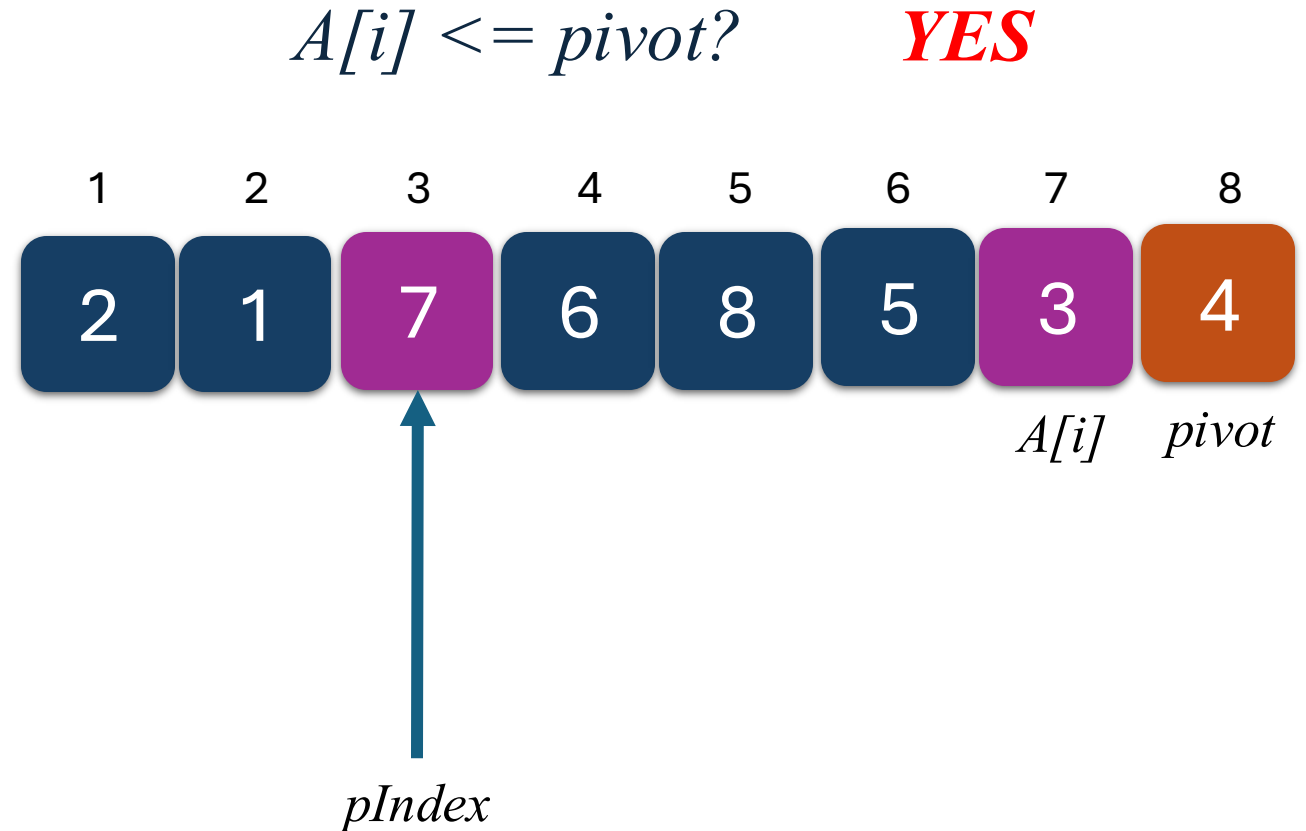 A[i] <= pivot? YES
1 2 3 4 5 6 7 8
2 1 7 6 8 5 3 4
A[i] pivot
pIndex